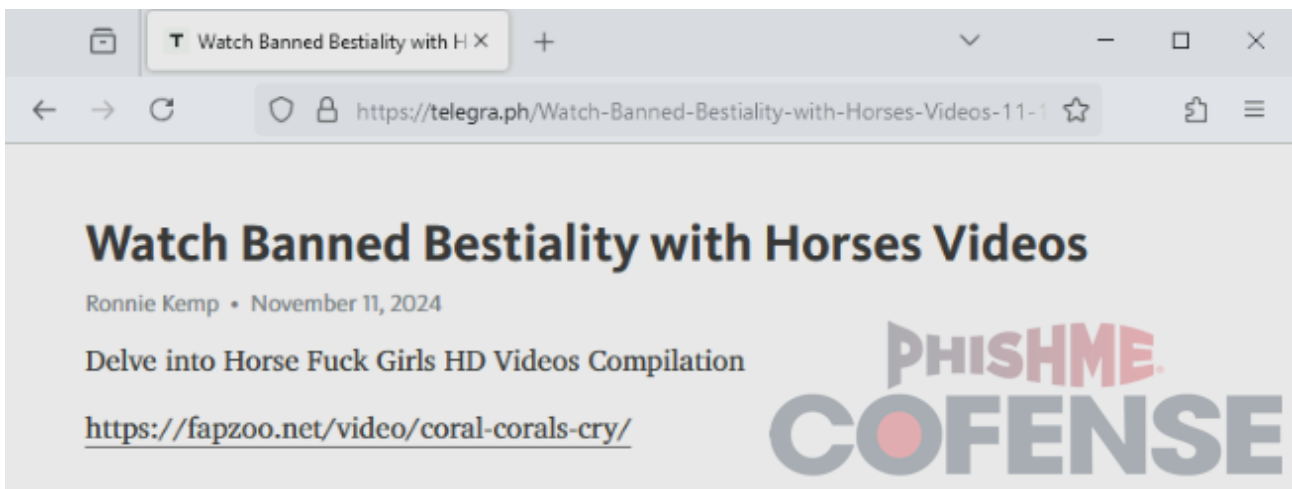 Watch Banned Bestiality with H
https://telegra.ph/Watch-Banned-Bestiality-with-Horses-Videos-11-1
Watch Banned Bestiality with Horses Videos
Ronnie Kemp • November 11, 2024
Delve into Horse Fuck Girls HD Videos Compilation
https://fapzoo.net/video/coral-corals-cry/
PHISHME.
COFENSE